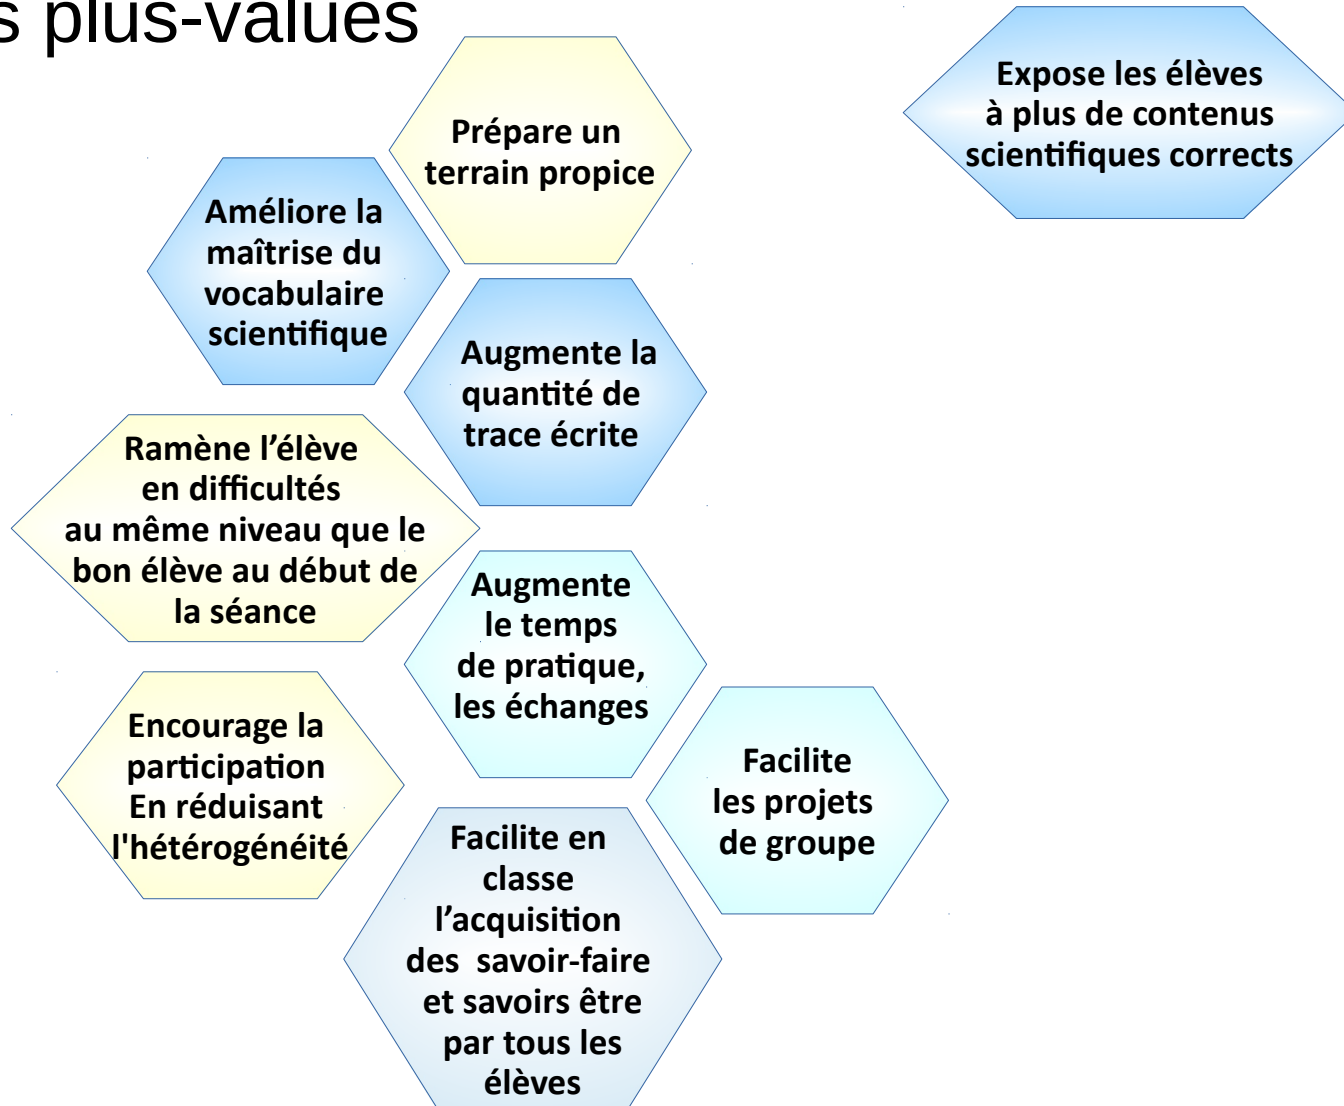 s plus-values
Expose les élèves
à plus de contenus
scientifiques corrects
Prépare un
terrain propice
Améliore la
maîtrise du
vocabulaire
scientifique
Augmente la
quantité de
trace écrite
Ramène l’élève
en difficultés
au même niveau que le
bon élève au début de
la séance
Augmente
le temps
de pratique,
les échanges
Encourage la
participation
En réduisant
l'hétérogénéité
Facilite
les projets
de groupe
Facilite en
classe
l’acquisition
des savoir-faire
et savoirs être
par tous les
élèves